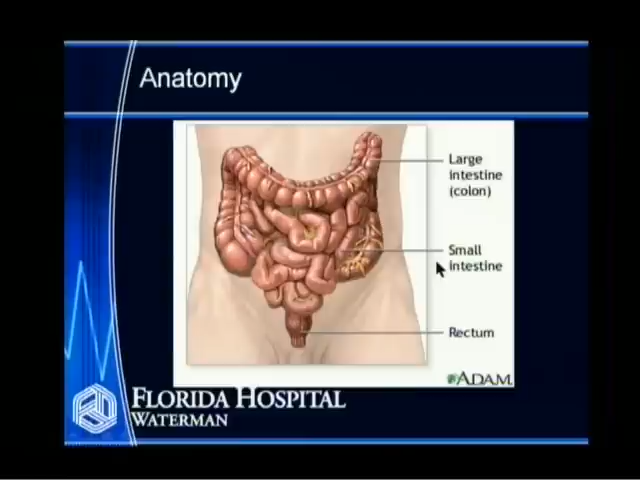 Anatomy
Large
intestine
(colon)
Small
intestine
Rectum
ADAM
FLORIDA HOSPITAL
WATERMAN